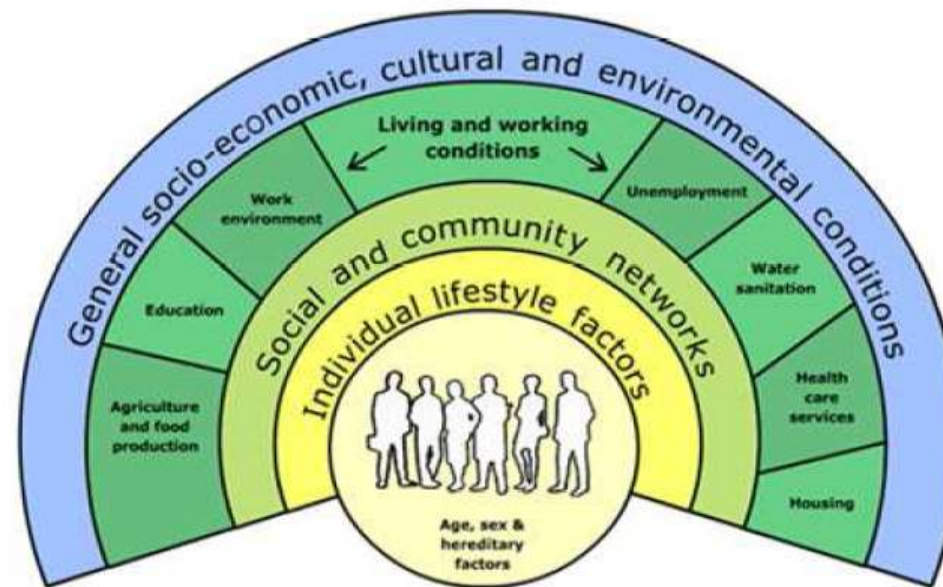 General socio-economic, cultural and environmental conditions
Living and working
conditions
Work
environment
Unemployment
Education
Water
sanitation
Agriculture
and food
production
Health
care
services
Housing
Social and community networks
Individual lifestyle factors
Age, sex &
hereditary
factors